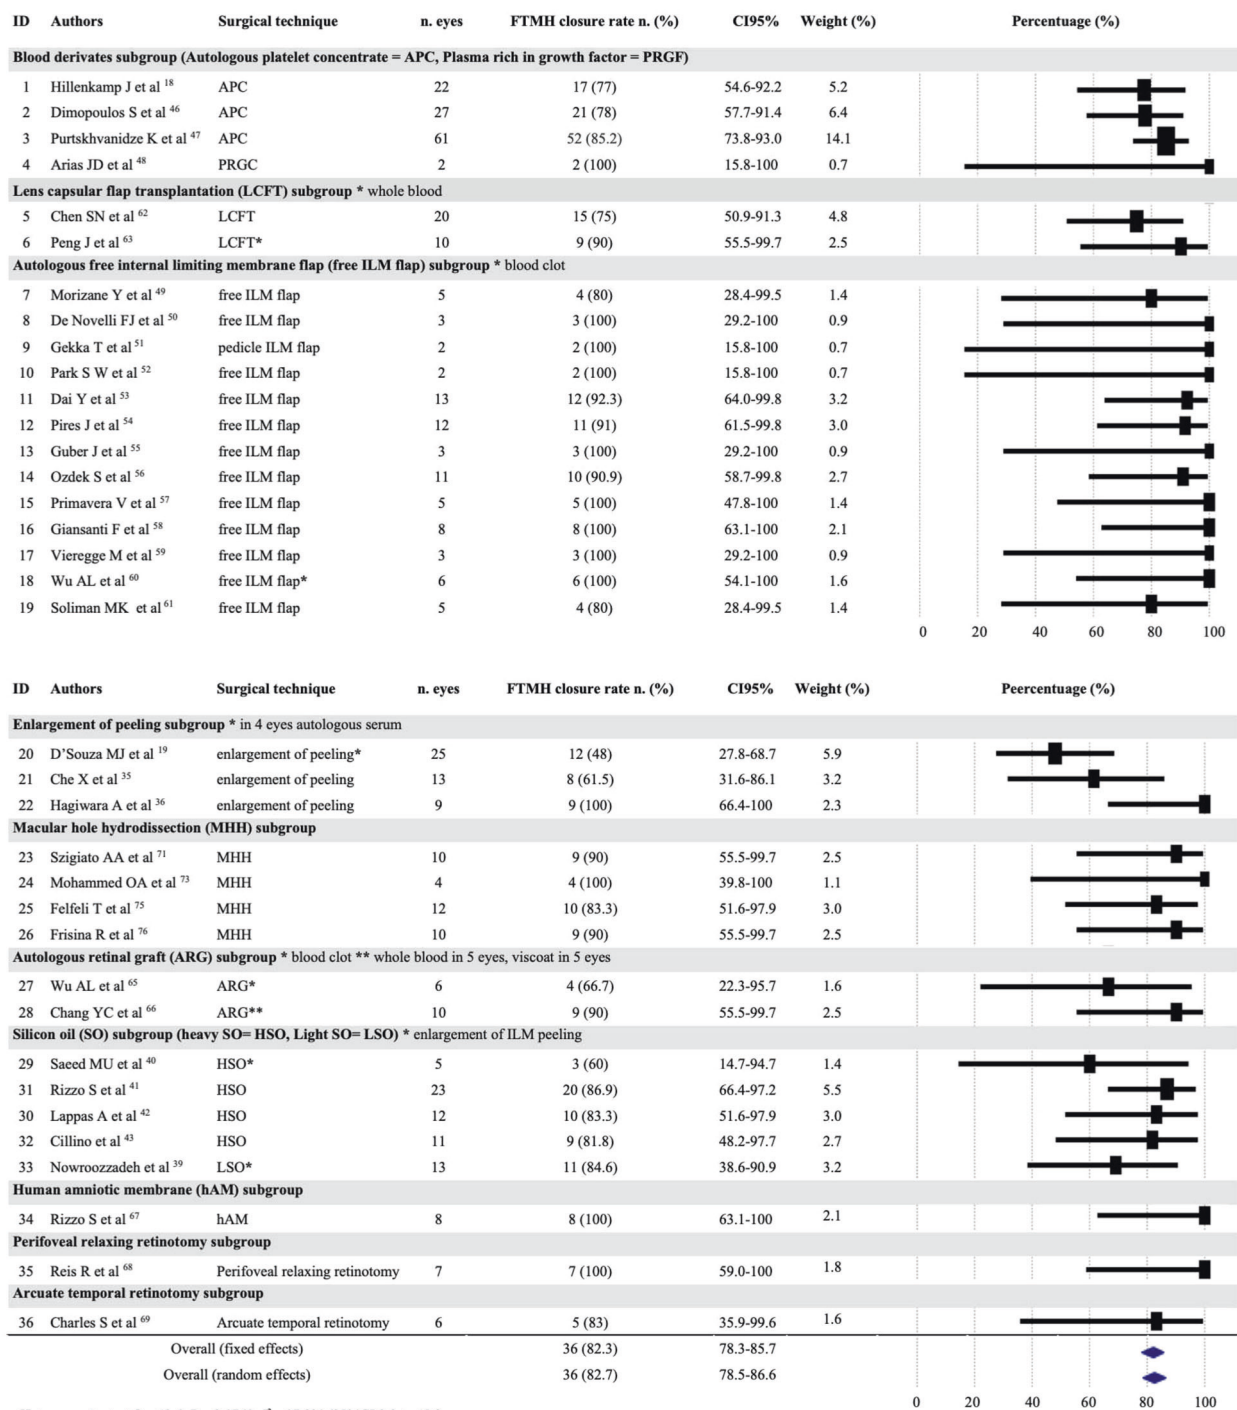 ID Authors Surgical technique n. eyes FTMH closure rate n. (%) CI95% Weight (%) Percentuage (%)
Blood derivates subgroup (Autologous platelet concentrate = APC, Plasma rich in growth factor = PRGF)
1 Hillenkamp J et al 18 APC 22 17 (77) 54.6-92.2 5.2
2 Dimopoulos S et al 46 APC 27 21 (78) 57.7-91.4 6.4
3 Purtskhvanidze K et al 47 APC 61 52 (85.2) 73.8-93.0 14.1
4 Arias JD et al 48 PRGC 2 2 (100) 15.8-100 0.7
Lens capsular flap transplantation (LCFT) subgroup * whole blood
5 Chen SN et al 62 LCFT 20 15 (75) 50.9-91.3 4.8
6 Peng J et al 63 LCFT* 10 9 (90) 55.5-99.7 2.5
Autologous free internal limiting membrane flap (free ILM flap) subgroup * blood clot
7 Morizane Y et al 49 free ILM flap 5 4 (80) 28.4-99.5 1.4
8 De Novelli FJ et al 50 free ILM flap 3 3 (100) 29.2-100 0.9
9 Gekka T et al 51 pedicle ILM flap 2 2 (100) 15.8-100 0.7
10 Park S W et al 52 free ILM flap 2 2 (100) 15.8-100 0.7
11 Dai Y et al 53 free ILM flap 13 12 (92.3) 64.0-99.8 3.2
12 Pires J et al 54 free ILM flap 12 11 (91) 61.5-99.8 3.0
13 Guber J et al 55 free ILM flap 3 3 (100) 29.2-100 0.9
14 Ozdek S et al 56 free ILM flap 11 10 (90.9) 58.7-99.8 2.7
15 Primavera V et al 57 free ILM flap 5 5 (100) 47.8-100 1.4
16 Giansanti F et al 58 free ILM flap 8 8 (100) 63.1-100 2.1
17 Vieregge M et al 59 free ILM flap 3 3 (100) 29.2-100 0.9
18 Wu AL et al 60 free ILM flap* 6 6 (100) 54.1-100 1.6
19 Soliman MK et al 61 free ILM flap 5 4 (80) 28.4-99.5 1.4
0 20 40 60 80 100
ID Authors Surgical technique n. eyes FTMH closure rate n. (%) CI95% Weight (%) Peercentuage (%)
Enlargement of peeling subgroup * in 4 eyes autologous serum
20 D'Souza MJ et al 19 enlargement of peeling* 25 12 (48) 27.8-68.7 5.9
21 Che X et al 35 enlargement of peeling 13 8 (61.5) 31.6-86.1 3.2
22 Hagiwara A et al 36 enlargement of peeling 9 9 (100) 66.4-100 2.3
Macular hole hydrodissection (MHH) subgroup
23 Szigiato AA et al 71 MHH 10 9 (90) 55.5-99.7 2.5
24 Mohammed OA et al 73 MHH 4 4 (100) 39.8-100 1.1
25 Felfeli T et al 75 MHH 12 10 (83.3) 51.6-97.9 3.0
26 Frisina R et al 76 MHH 10 9 (90) 55.5-99.7 2.5
Autologous retinal graft (ARG) subgroup * blood clot ** whole blood in 5 eyes, viscoat in 5 eyes
27 Wu AL et al 65 ARG* 6 4 (66.7) 22.3-95.7 1.6
28 Chang YC et al 66 ARG** 10 9 (90) 55.5-99.7 2.5
Silicon oil (SO) subgroup (heavy SO= HSO, Light SO= LSO) * enlargement of ILM peeling
29 Saeed MU et al 40 HSO* 5 3 (60) 14.7-94.7 1.4
31 Rizzo S et al 41 HSO 23 20 (86.9) 66.4-97.2 5.5
30 Lappas A et al 42 HSO 12 10 (83.3) 51.6-97.9 3.0
32 Cillino et al 43 HSO 11 9 (81.8) 48.2-97.7 2.7
33 Nowroozzadeh et al 39 LSO* 13 11 (84.6) 38.6-90.9 3.2
Human amniotic membrane (hAM) subgroup
34 Rizzo S et al 67 hAM 8 8 (100) 63.1-100 2.1
Perifoveal relaxing retinotomy subgroup
35 Reis R et al 68 Perifoveal relaxing retinotomy 7 7 (100) 59.0-100 1.8
Arcuate temporal retinotomy subgroup
36 Charles S et al 69 Arcuate temporal retinotomy 6 5 (83) 35.9-99.6 1.6
Overall (fixed effects) 36 (82.3) 78.3-85.7
Overall (random effects) 36 (82.7) 78.5-86.6
0 20 40 60 80 100